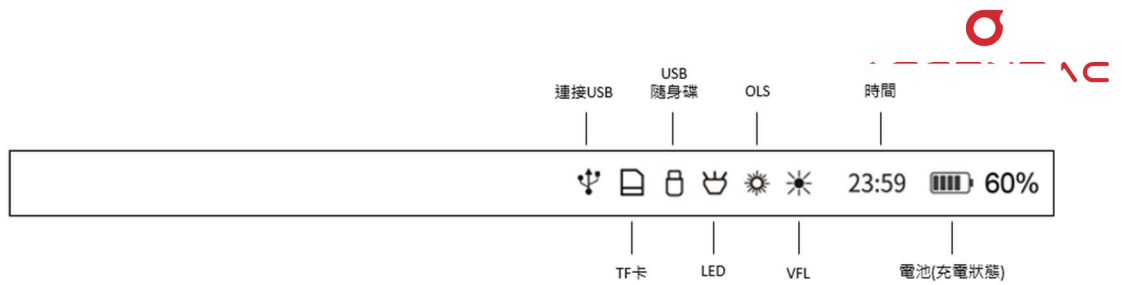 USB
連接USB
隨身碟
OLS
時間
23:59
60%
TF卡
LED
VFL
電池(充電狀態)